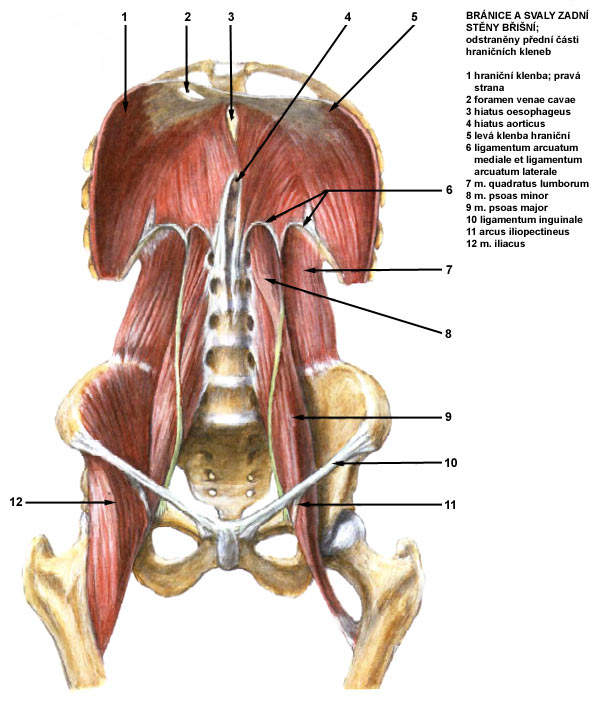 BRÁNICE A SVALY ZADNÍ
STĚNY BŘIŠNÍ;
odstraněny přední části
hraničních kleneb
1 hraniční klenba; pravá
strana
2 foramen venae cavae
3 hiatus oesophageus
4 hiatus aorticus
5 levá klenba hraniční
6 ligamentum arcuatum
mediale et ligamentum
arcuatum laterale
7 m. quadratus lumborum
8 m. psoas minor
9 m. psoas major
10 ligamentum inguinale
11 arcus iliopectineus
12 m. iliacus
1
2
3
4
5
6
7
8
9
10
11
12